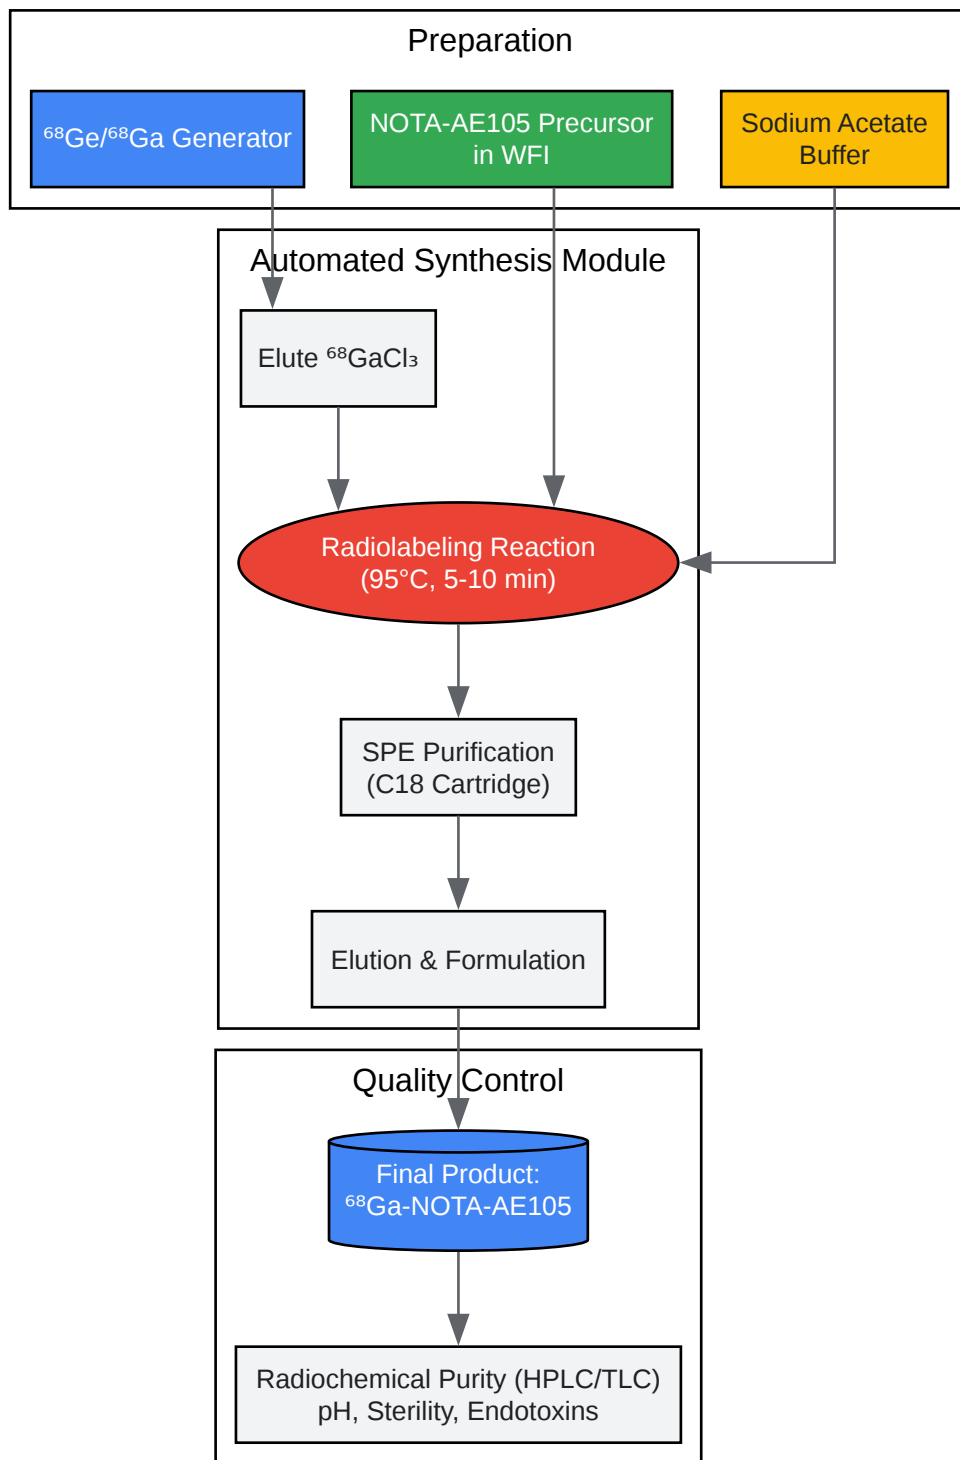 Preparation
⁶⁸Ge/⁶⁸Ga Generator
NOTA-AE105 Precursor
in WFI
Sodium Acetate
Buffer
Automated Synthesis Module
Elute ⁶⁸GaCl₃
Radiolabeling Reaction
(95°C, 5-10 min)
SPE Purification
(C18 Cartridge)
Elution & Formulation
Quality Control
Final Product:
⁶⁸Ga-NOTA-AE105
Radiochemical Purity (HPLC/TLC)
pH, Sterility, Endotoxins